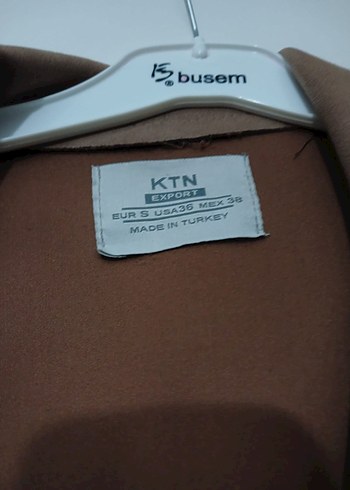 busem
KTN
EXPORT
EUR S USA36 MEX 38
MADE IN TURKEY